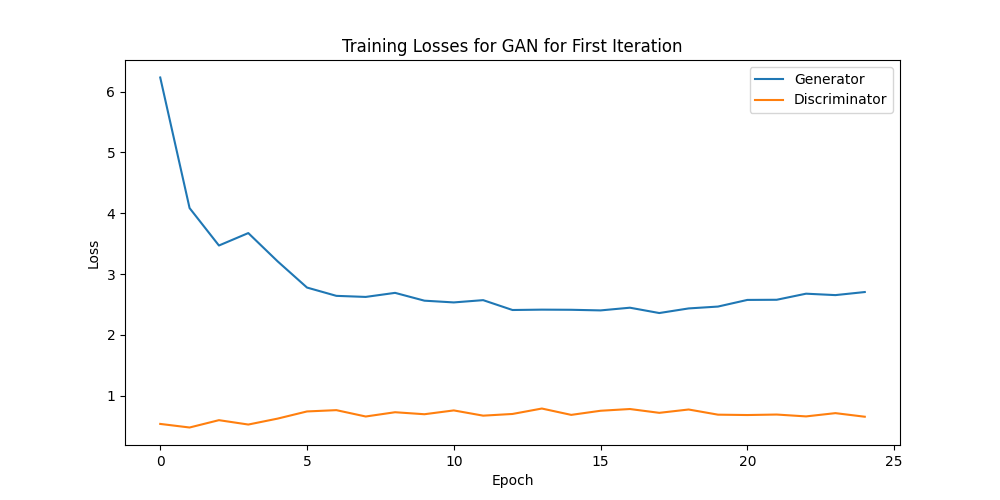 Training Losses for GAN for First Iteration
Generator
Discriminator
6
5
4
3
2
1
Loss
0 5 10 15 20 25
Epoch